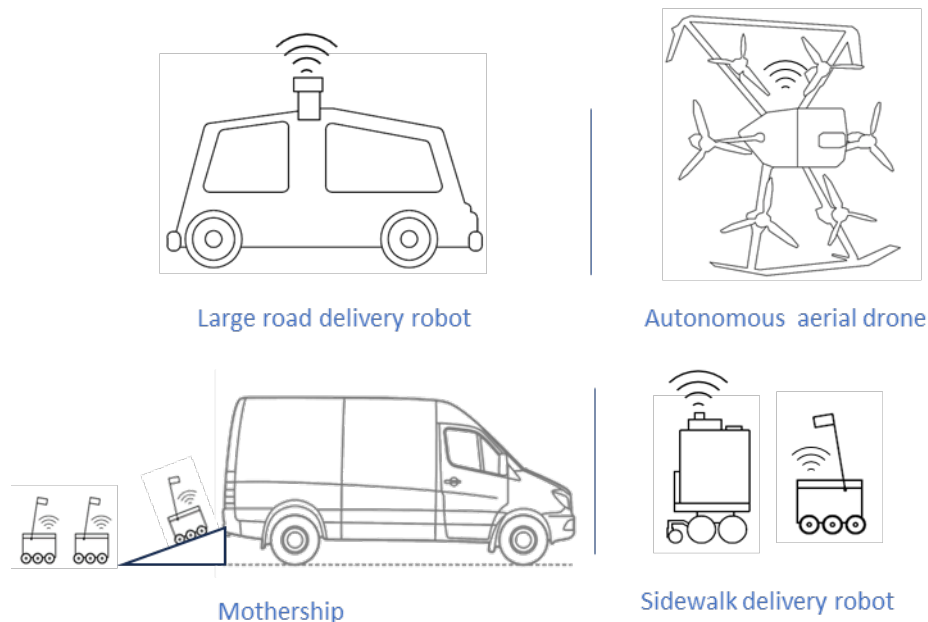 Large road delivery robot
Autonomous aerial drone
Mothership
Sidewalk delivery robot